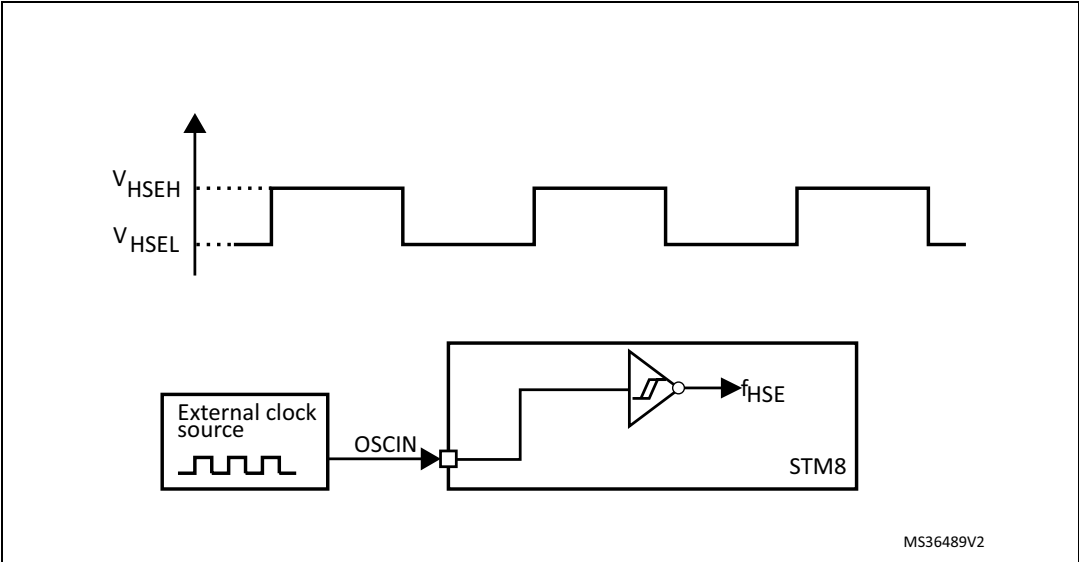 VHSEH
VHSEL
External clock
source
OSCIN
fHSE
STM8
MS36489V2